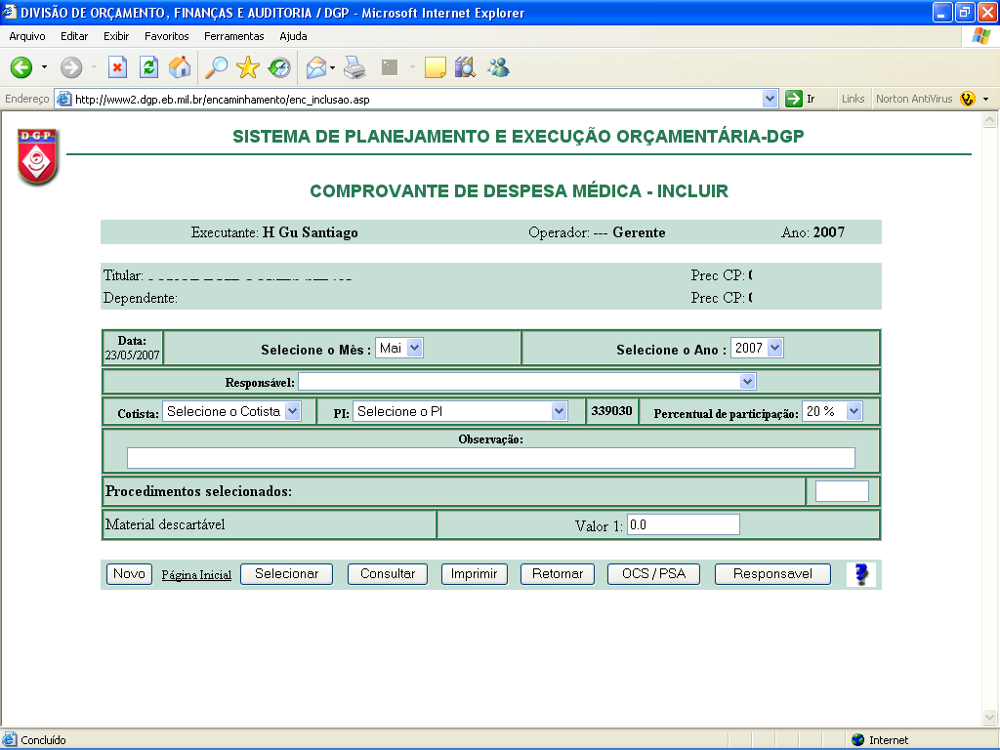 DIVISÃO DE ORÇAMENTO, FINANÇAS E AUDITORIA / DGP - Microsoft Internet Explorer
Arquivo Editar Exibir Favoritos Ferramentas Ajuda
Endereço http://www2.dgp.eb.mil.br/encaminhamento/enc_inclusao.asp Ir Links Norton AntiVirus
DGP
SISTEMA DE PLANEJAMENTO E EXECUÇÃO ORÇAMENTÁRIA-DGP
COMPROVANTE DE DESPESA MÉDICA - INCLUIR
Executante: H Gu Santiago Operador: --- Gerente Ano: 2007
Titular: Prec CP:
Dependente: Prec CP:
Data:
23/05/2007 Selecione o Mês : Mai Selecione o Ano : 2007
Responsável:
Cotista: Selecione o Cotista PI: Selecione o PI 339030 Percentual de participação: 20 %
Observação:
Procedimentos selecionados:
Material descartável Valor 1: 0.0
Novo Página Inicial Selecionar Consultar Imprimir Retornar OCS / PSA Responsavel ?
Concluído Internet